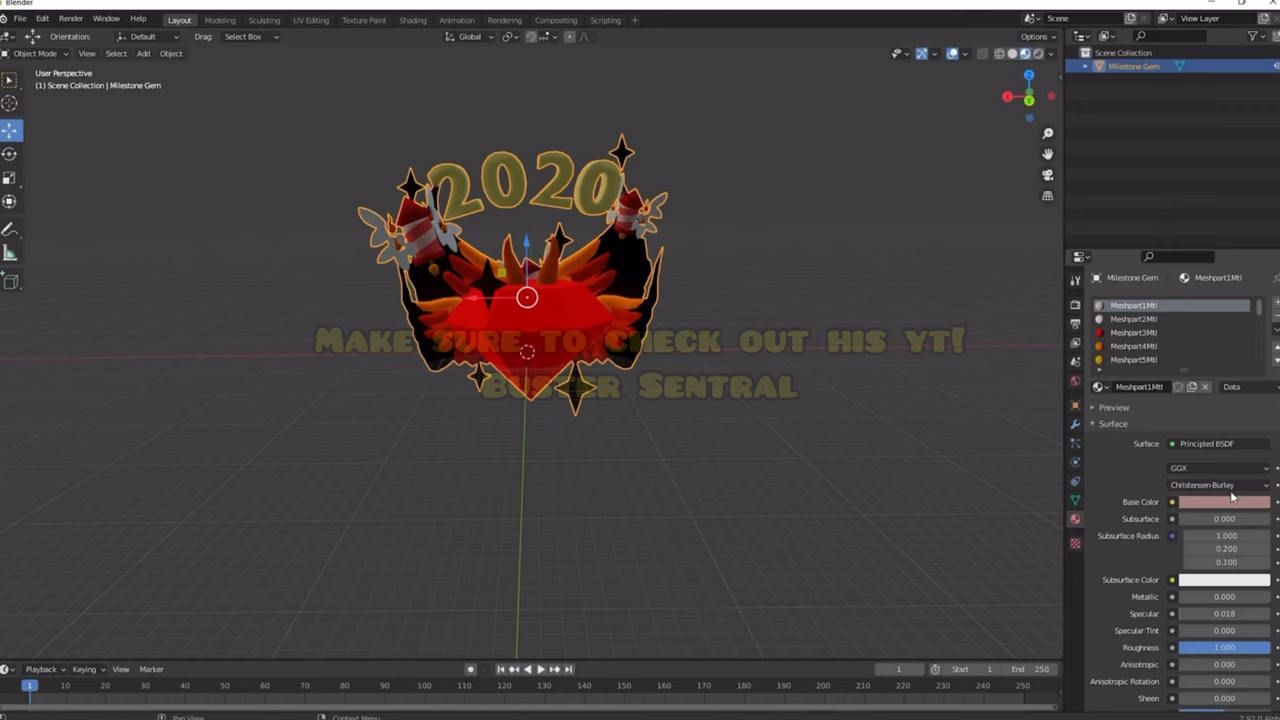 Blender
File Edit Render Window Help Layout Modeling Sculpting UV Editing Texture Paint Shading Animation Rendering Compositing Scripting + Scene View Layer
Orientation: Default Drag: Select Box Global Options
Object Mode View Select Add Object
User Perspective
(1) Scene Collection | Milestone Gem
Scene Collection
Milestone Gem
Z
X
Y
2020
Make sure to check out his yt!
Buster Sentral
Milestone Gem Meshpart1Mtl
Meshpart1Mtl
Meshpart2Mtl
Meshpart3Mtl
Meshpart4Mtl
Meshpart5Mtl
Meshpart1Mtl Data
Preview
Surface
Surface Principled BSDF
GGX
Christensen-Burley
Base Color
Subsurface 0.000
Subsurface Radius 1.000
0.200
0.100
Subsurface Color
Metallic 0.000
Specular 0.018
Specular Tint 0.000
Roughness 1.000
Anisotropic 0.000
Anisotropic Rotation 0.000
Sheen 0.000
Playback Keying View Marker 1 Start 1 End 250
1 10 20 30 40 50 60 70 80 90 100 110 120 130 140 150 160 170 180 190 200 210 220 230 240 250
Pan View Context Menu